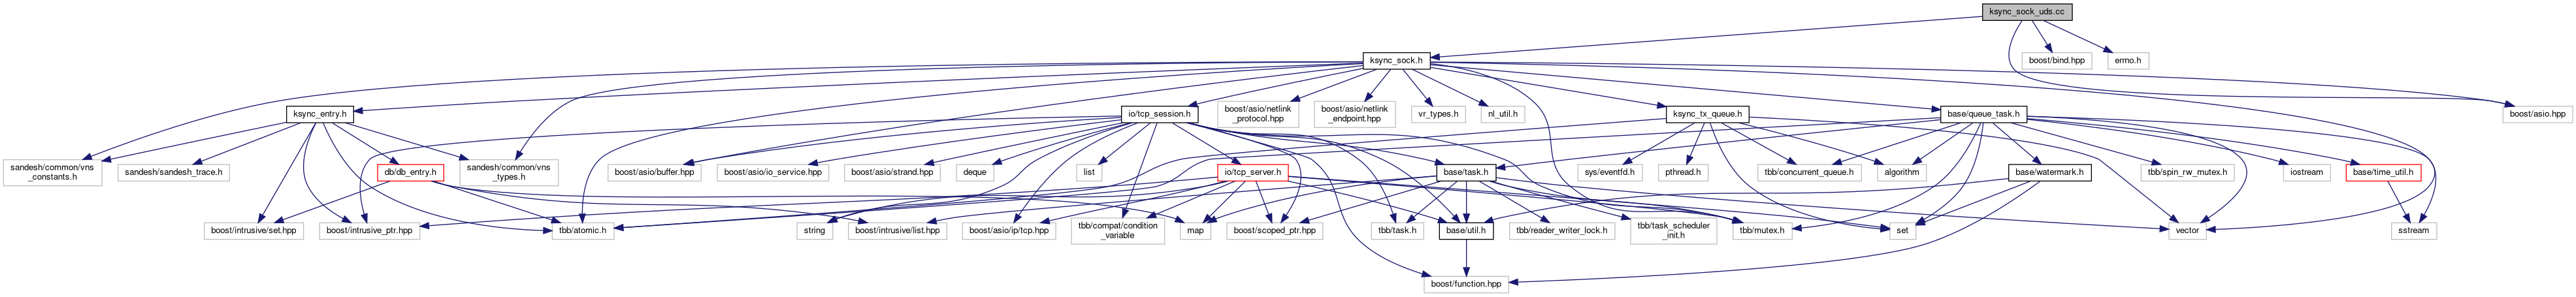 ksync_sock_uds.cc
ksync_sock.h
boost/bind.hpp
errno.h
ksync_entry.h
io/tcp_session.h
boost/asio/netlink
_protocol.hpp
boost/asio/netlink
_endpoint.hpp
vr_types.h
nl_util.h
ksync_tx_queue.h
base/queue_task.h
boost/asio.hpp
sandesh/common/vns
_constants.h
sandesh/sandesh_trace.h
db/db_entry.h
sandesh/common/vns
_types.h
boost/asio/buffer.hpp
boost/asio/io_service.hpp
boost/asio/strand.hpp
deque
list
io/tcp_server.h
base/task.h
sys/eventfd.h
pthread.h
tbb/concurrent_queue.h
algorithm
base/watermark.h
tbb/spin_rw_mutex.h
iostream
base/time_util.h
boost/intrusive/set.hpp
boost/intrusive_ptr.hpp
tbb/atomic.h
string
boost/intrusive/list.hpp
boost/asio/ip/tcp.hpp
tbb/compat/condition
_variable
map
boost/scoped_ptr.hpp
tbb/task.h
base/util.h
tbb/reader_writer_lock.h
tbb/task_scheduler
_init.h
tbb/mutex.h
set
vector
sstream
boost/function.hpp